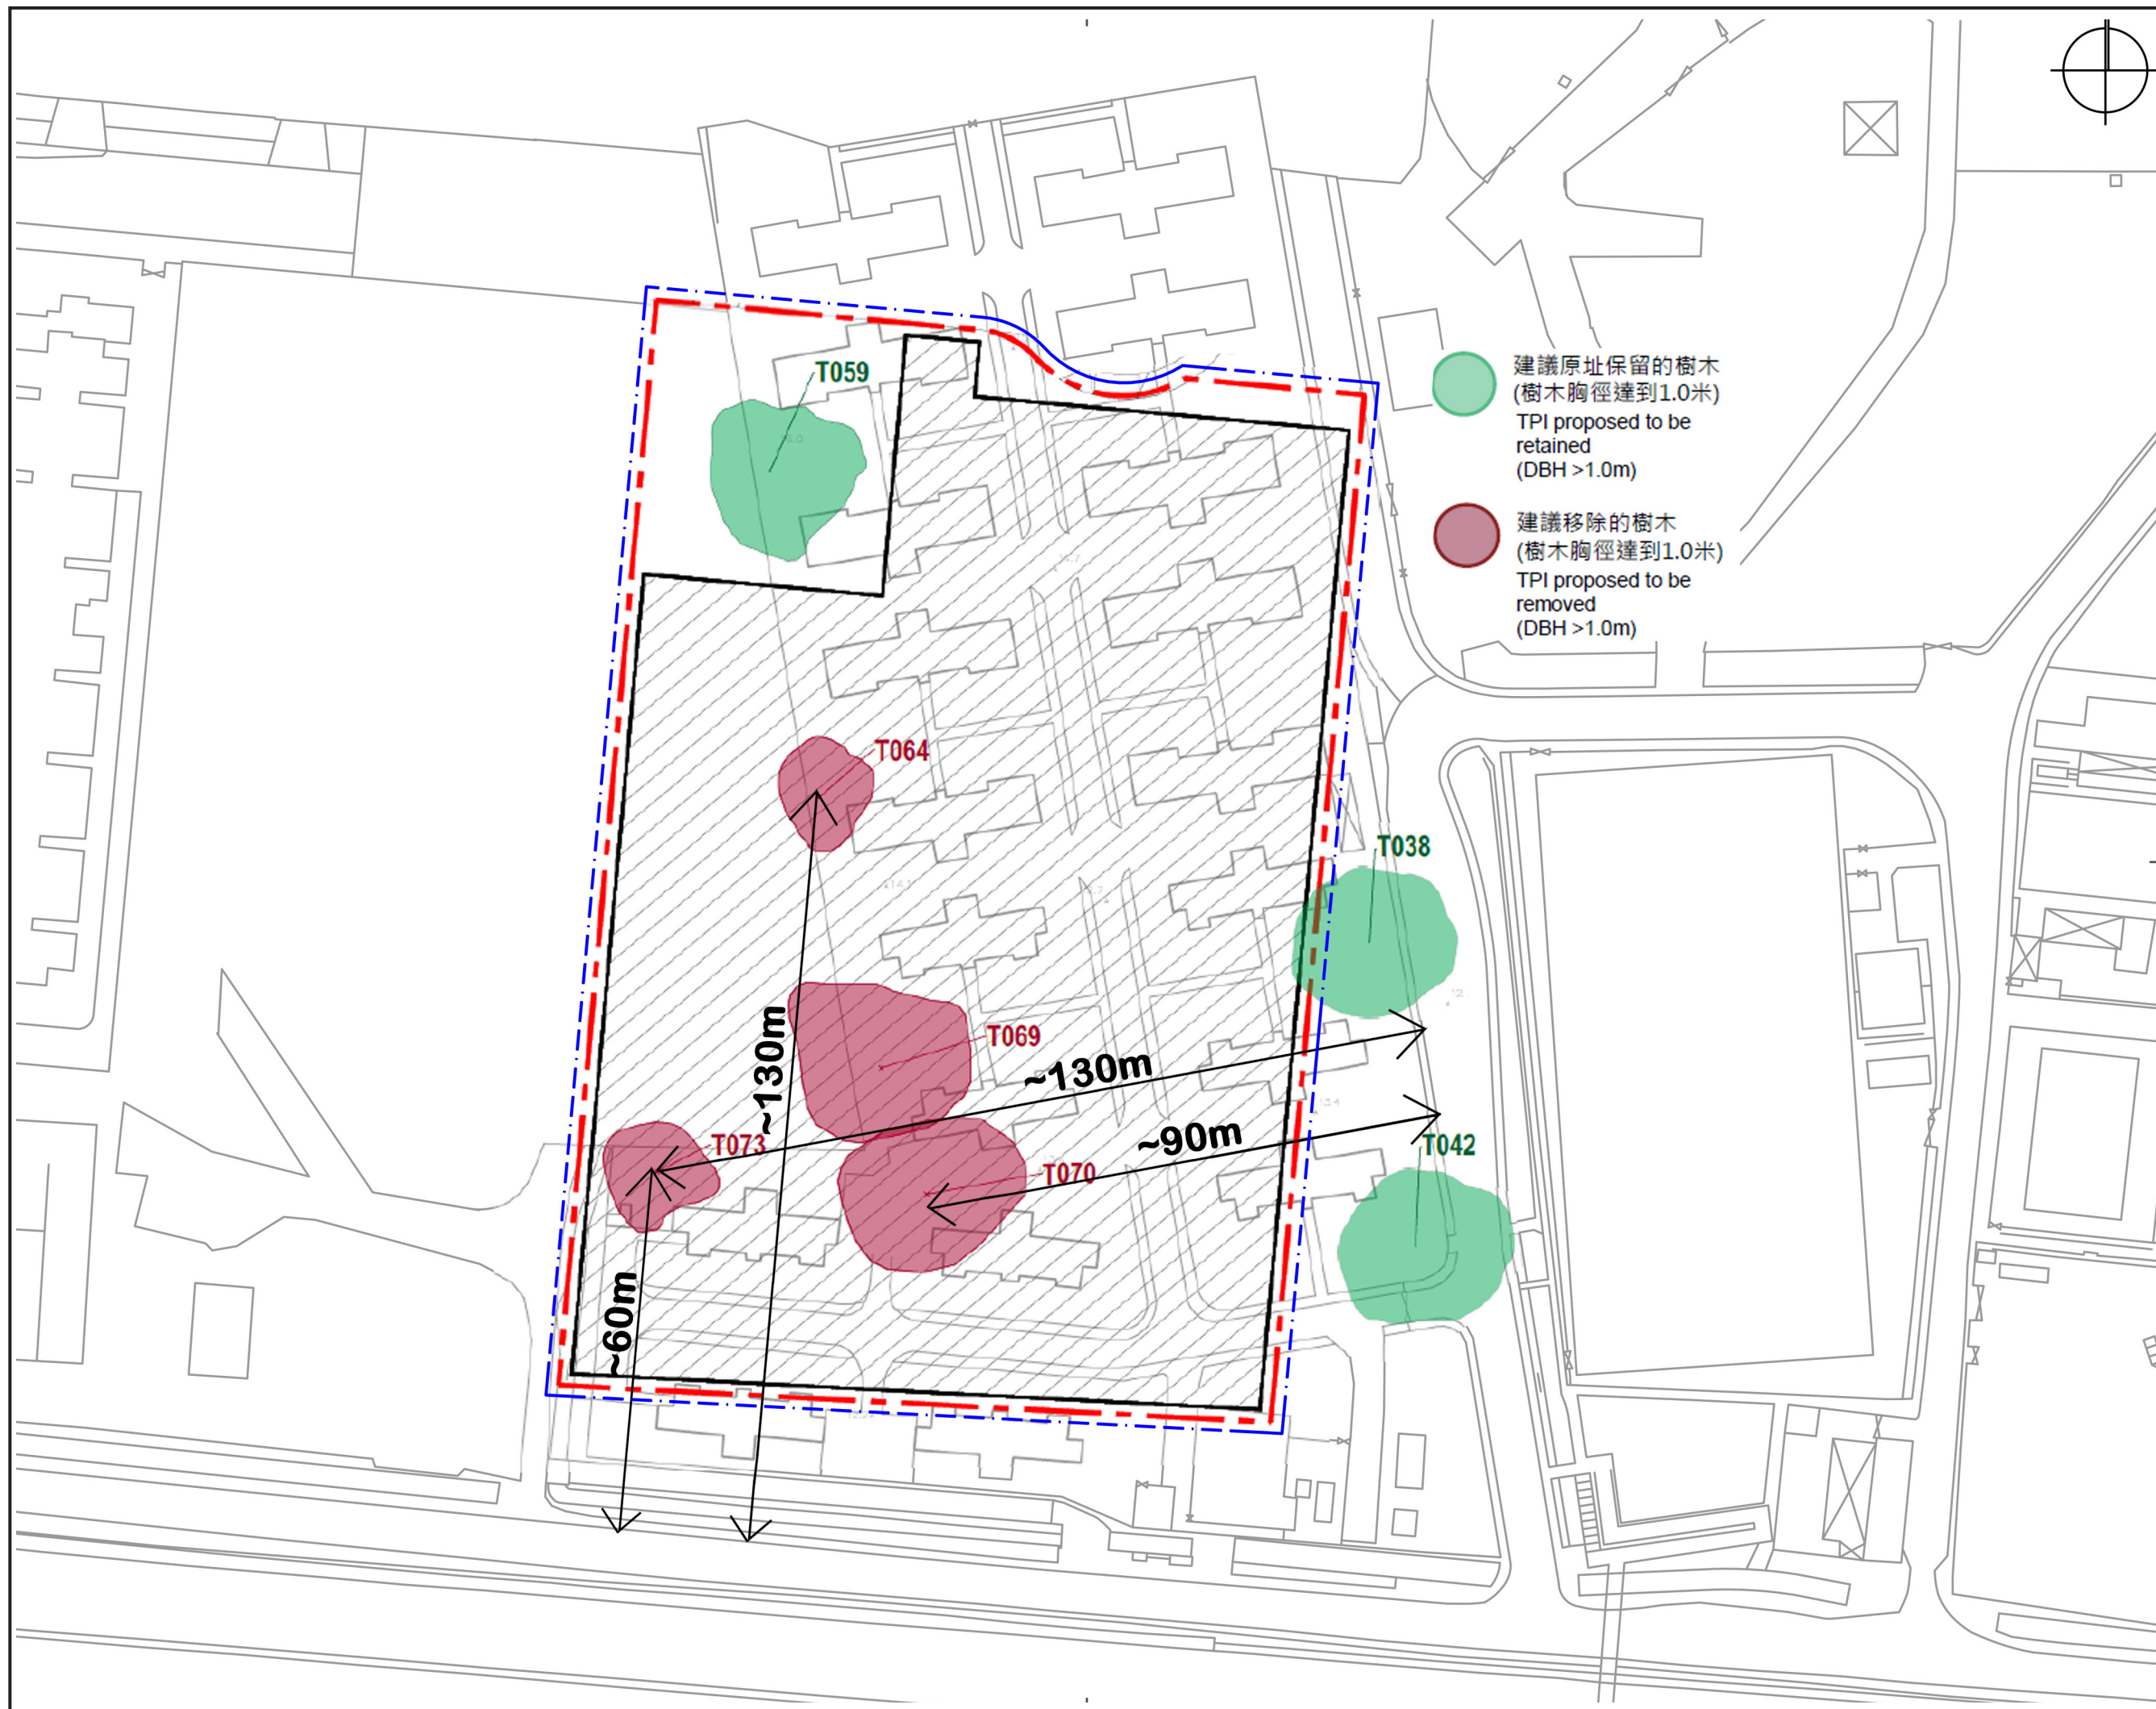 T059
建議原址保留的樹木
(樹木胸徑達到1.0米)
TPI proposed to be
retained
(DBH >1.0m)
建議移除的樹木
(樹木胸徑達到1.0米)
TPI proposed to be
removed
(DBH >1.0m)
T064
T038
T069
~130m
~130m
~90m
T073
T042
T070
~60m